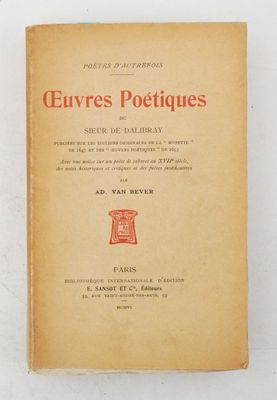 POÈTES D'AUTREFOIS
Œuvres Poétiques
DU
SIEUR DE DALIBRAY
PUBLIÉES SUR LES ÉDITIONS ORIGINALES DE LA "MUSETTE"
DE 1647 ET DES "ŒUVRES POÉTIQUES" DE 1653
Avec une notice sur un poète de cabaret au XVIIe siècle,
des notes historiques et critiques et des pièces justificatives
PAR
AD. VAN BEVER
PARIS
BIBLIOTHÈQUE INTERNATIONALE D'ÉDITION
E. SANSOT ET Cie, Éditeurs
53, RUE SAINT-ANDRÉ-DES-ARTS, 53
MCMVI